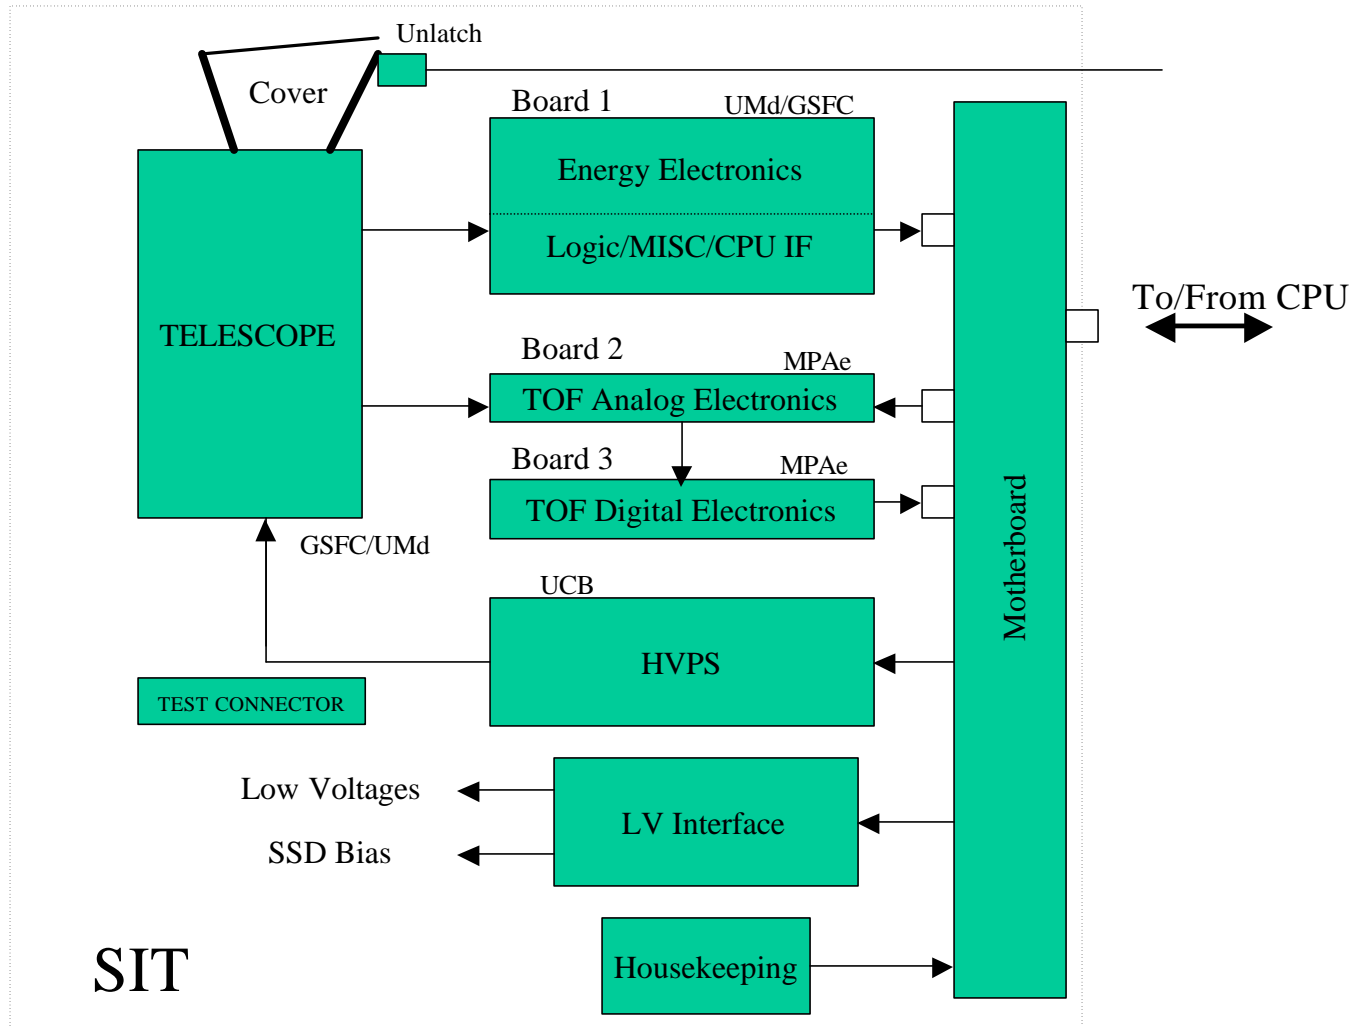 Unlatch
Cover
Board 1
UMd/GSFC
Energy Electronics
Logic/MISC/CPU IF
To/From CPU
TELESCOPE
Board 2
MPAe
TOF Analog Electronics
Board 3
MPAe
TOF Digital Electronics
Motherboard
GSFC/UMd
UCB
HVPS
TEST CONNECTOR
Low Voltages
LV Interface
SSD Bias
SIT
Housekeeping